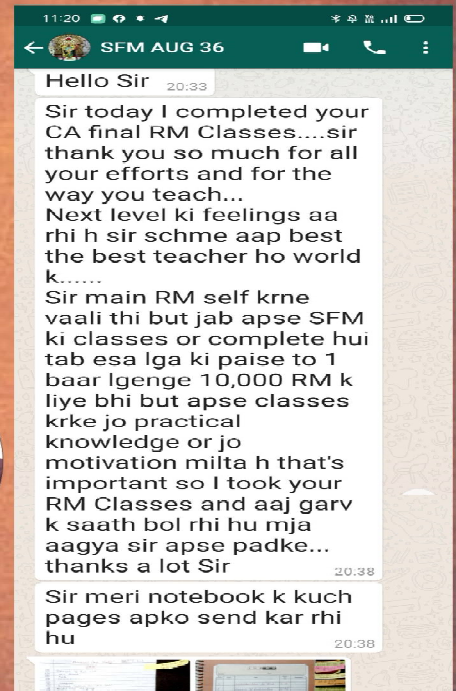 11:20
SFM AUG 36
Hello Sir 20:33
Sir today I completed your
CA final RM Classes....sir
thank you so much for all
your efforts and for the
way you teach...
Next level ki feelings aa
rhi h sir schme aap best
the best teacher ho world
k......
Sir main RM self krne
vaali thi but jab apse SFM
ki classes or complete hui
tab esa lga ki paise to 1
baar lgenge 10,000 RM k
liye bhi but apse classes
krke jo practical
knowledge or jo
motivation milta h that's
important so I took your
RM Classes and aaj garv
k saath bol rhi hu mja
aagya sir apse padke...
thanks a lot Sir 20:38
Sir meri notebook k kuch
pages apko send kar rhi
hu 20:38